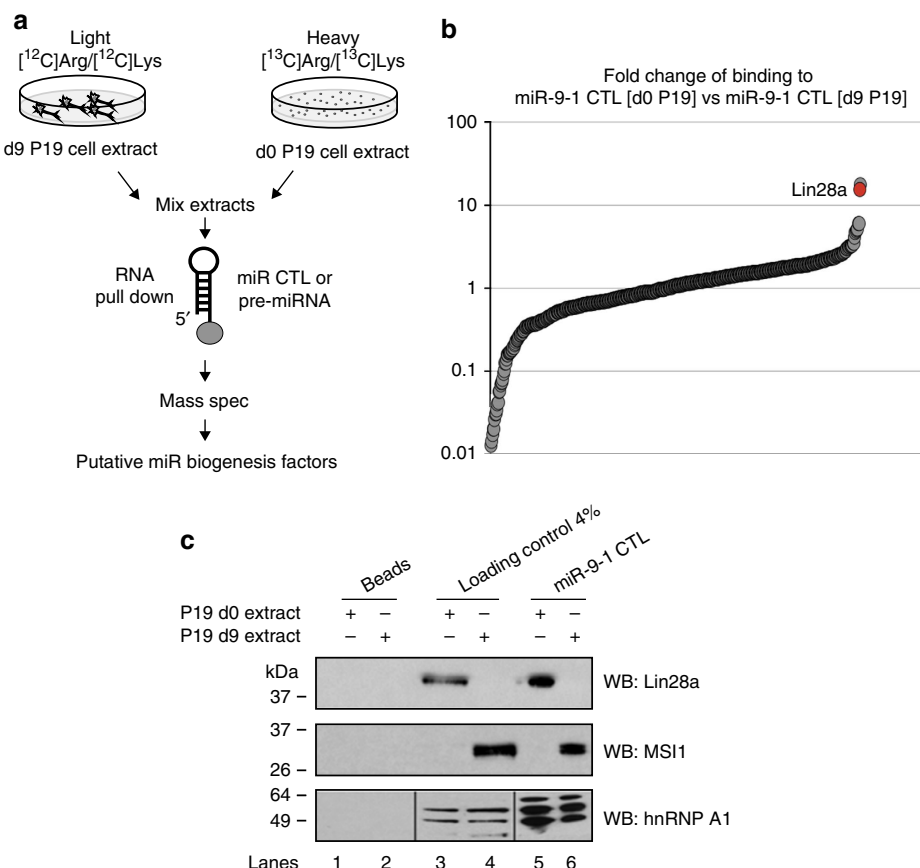 a
Light
[12C]Arg/[12C]Lys
Heavy
[13C]Arg/[13C]Lys
d9 P19 cell extract
d0 P19 cell extract
Mix extracts
RNA
pull down
miR CTL or
pre-miRNA
5′
Mass spec
Putative miR biogenesis factors
b
Fold change of binding to
miR-9-1 CTL [d0 P19] vs miR-9-1 CTL [d9 P19]
100
10
1
0.1
0.01
Lin28a
c
Beads
Loading control 4%
miR-9-1 CTL
P19 d0 extract + – + – + –
P19 d9 extract – + – + – +
kDa
37 –
WB: Lin28a
37 –
26 –
WB: MSI1
64 –
49 –
WB: hnRNP A1
Lanes 1 2 3 4 5 6